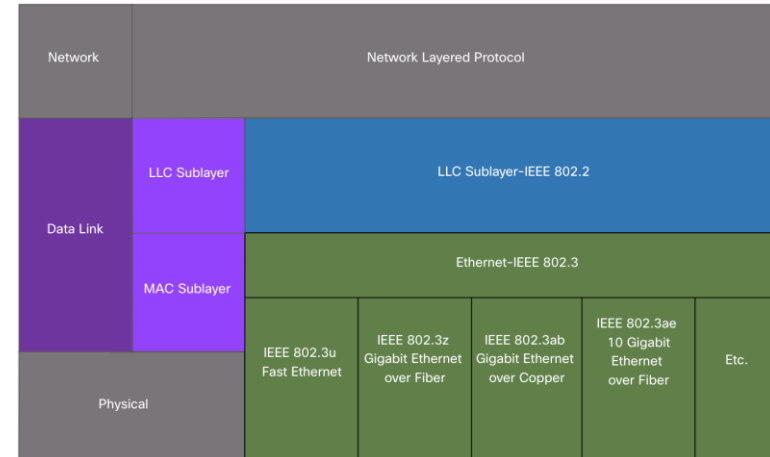 Network
Network Layered Protocol
Data Link
LLC Sublayer
LLC Sublayer-IEEE 802.2
MAC Sublayer
Ethernet-IEEE 802.3
IEEE 802.3u
Fast Ethernet
IEEE 802.3z
Gigabit Ethernet
over Fiber
IEEE 802.3ab
Gigabit Ethernet
over Copper
IEEE 802.3ae
10 Gigabit
Ethernet
over Fiber
Etc.
Physical